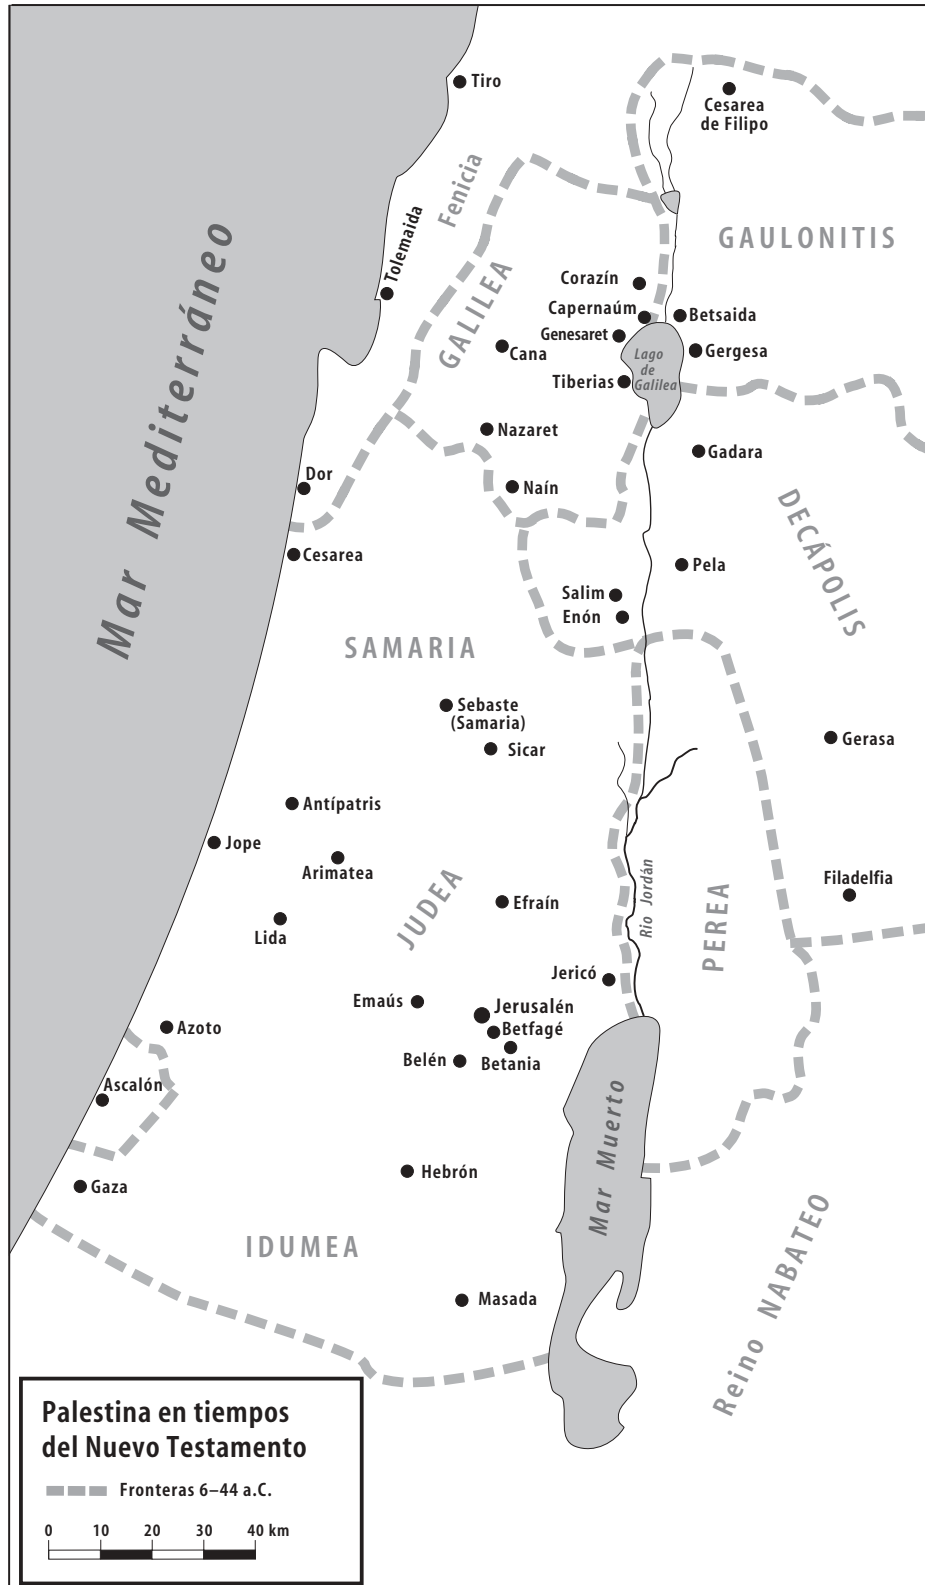 Tiro
Cesarea
de Filipo
Fenicia
Tolemaida
Mar Mediterráneo
GAULONITIS
GALILEA
Corazín
Capernaúm
Betsaida
Genesaret
Cana
Lago
de
Galilea
Gergesa
Tiberias
Nazaret
Gadara
Dor
Naín
DECÁPOLIS
Cesarea
Pela
Salim
Enón
SAMARIA
Sebaste
(Samaria)
Sicar
Gerasa
Antípatris
Jope
Arimatea
JUDEA
Efraín
Rio Jordán
PEREA
Filadelfia
Lida
Jericó
Emaús
Jerusalén
Azoto
Betfagé
Belén
Betania
Ascalón
Mar Muerto
Hebrón
Gaza
IDUMEA
Reino NABATEO
Masada
Palestina en tiempos
del Nuevo Testamento
Fronteras 6–44 a.C.
0 10 20 30 40 km